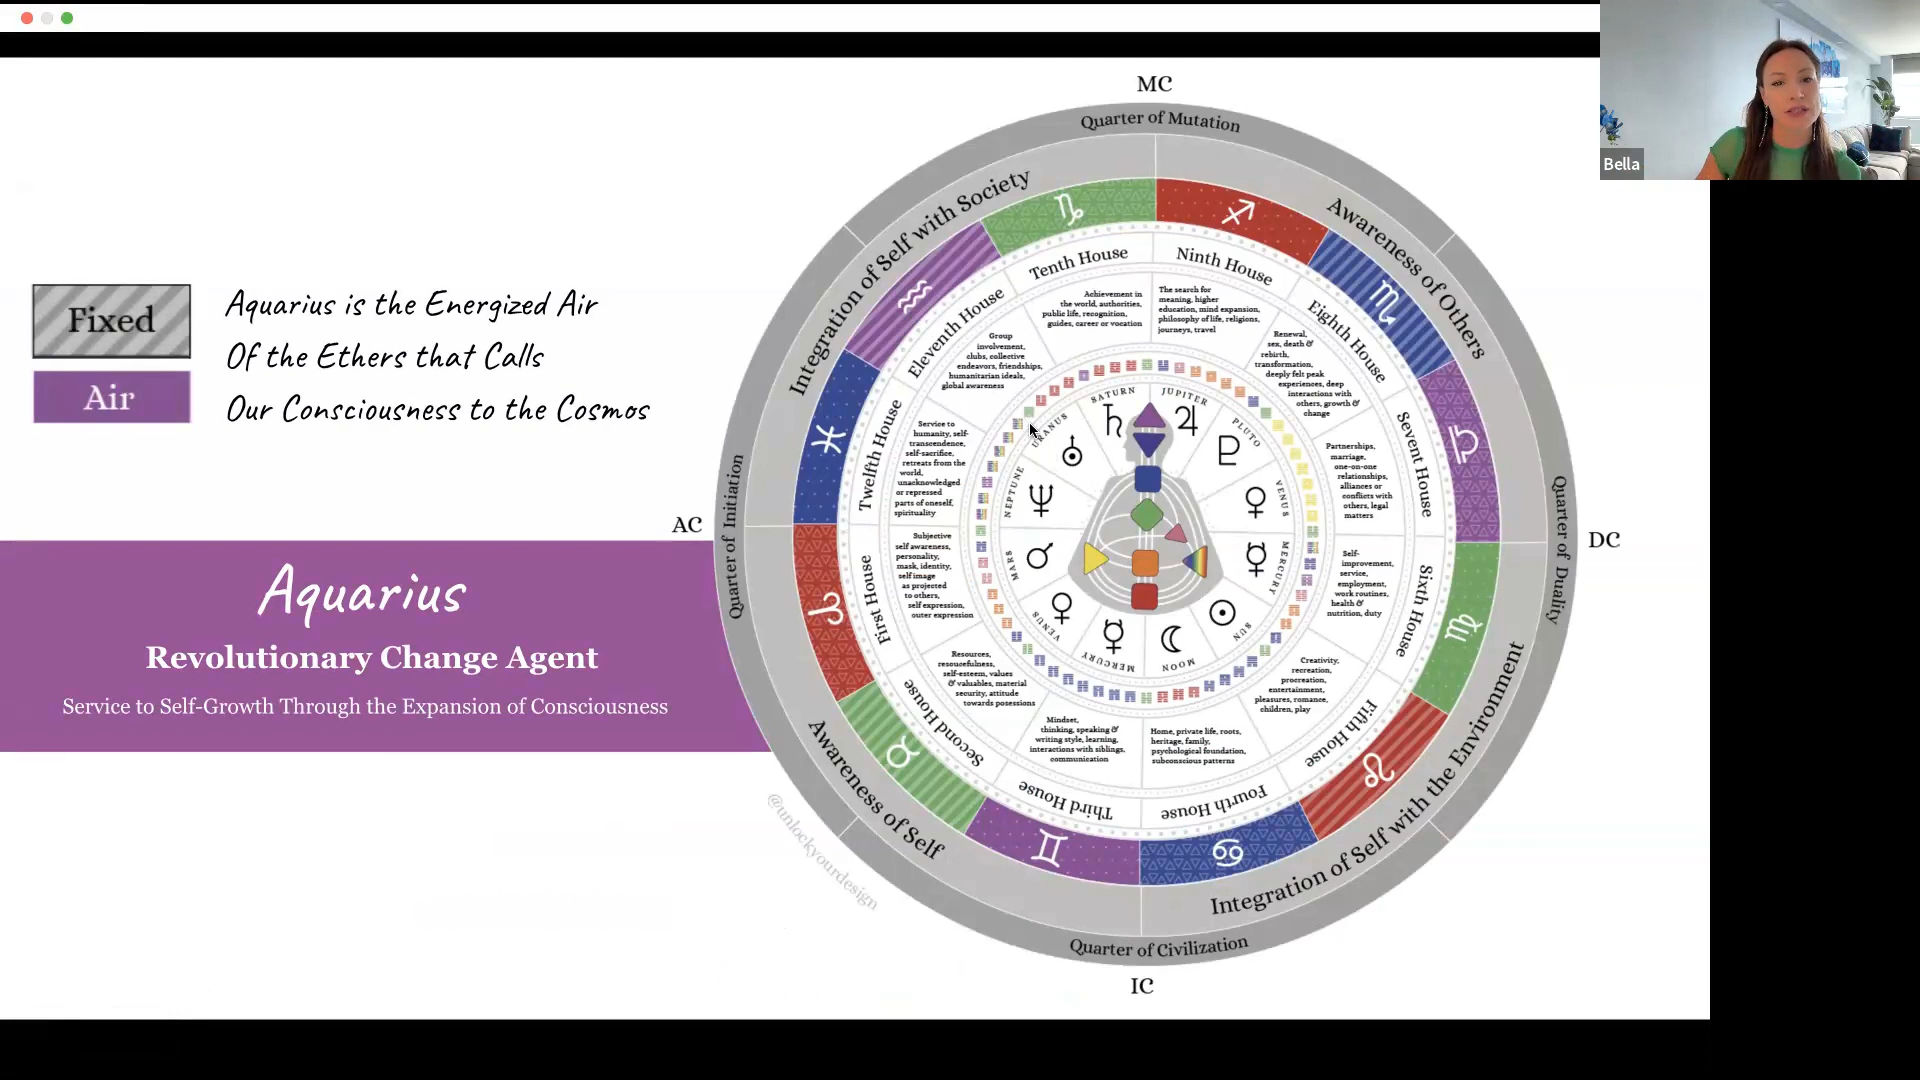 Bella
MC
Quarter of Mutation
Fixed
Air
Aquarius is the Energized Air
Of the Ethers that Calls
Our Consciousness to the Cosmos
Aquarius
Revolutionary Change Agent
Service to Self-Growth Through the Expansion of Consciousness
AC
DC
IC
Quarter of Initiation
Quarter of Duality
Quarter of Civilization
Integration of Self with Society
Awareness of Others
Awareness of Self
Integration of Self with the Environment
Tenth House
Achievement in
the world, authorities,
public life, recognition,
guides, career or vocation
Ninth House
The search for
meaning, higher
education, mind expansion,
philosophy of life, religions,
journeys, travel
Eighth House
Renewal,
sex, death &
rebirth,
transformation,
deeply felt peak
experiences, deep
interactions with
others, growth &
change
Sevent House
Partnerships,
marriage,
one-on-one
relationships,
alliances or
conflicts with
others, legal
matters
Sixth House
Self-
improvement,
service,
employment,
work routines,
health &
nutrition, duty
Fifth House
Creativity,
recreation,
procreation,
entertainment,
pleasures, romance,
children, play
Fourth House
Home, private life, roots,
heritage, family,
psychological foundation,
subconscious patterns
Third House
Mindset,
thinking, speaking &
writing style, learning,
interactions with siblings,
communication
Second House
Resources,
resoucefulness,
self-esteem, values
& valuables, material
security, attitude
towards posessions
First House
Subjective
self awareness,
personality,
mask, identity,
self image
as projected
to others,
self expression,
outer expression
Twelfth House
Service to
humanity, self-
transcendence,
self-sacrifice,
retreats from the
world,
unacknowledged
or repressed
parts of oneself,
spirituality
Eleventh House
Group
involvement,
clubs, collective
endeavors, friendships,
humanitarian ideals,
global awareness
SATURN
JUPITER
PLUTO
VENUS
MERCURY
SUN
MOON
MERCURY
VENUS
MARS
NEPTUNE
URANUS
@unlockyourdesign